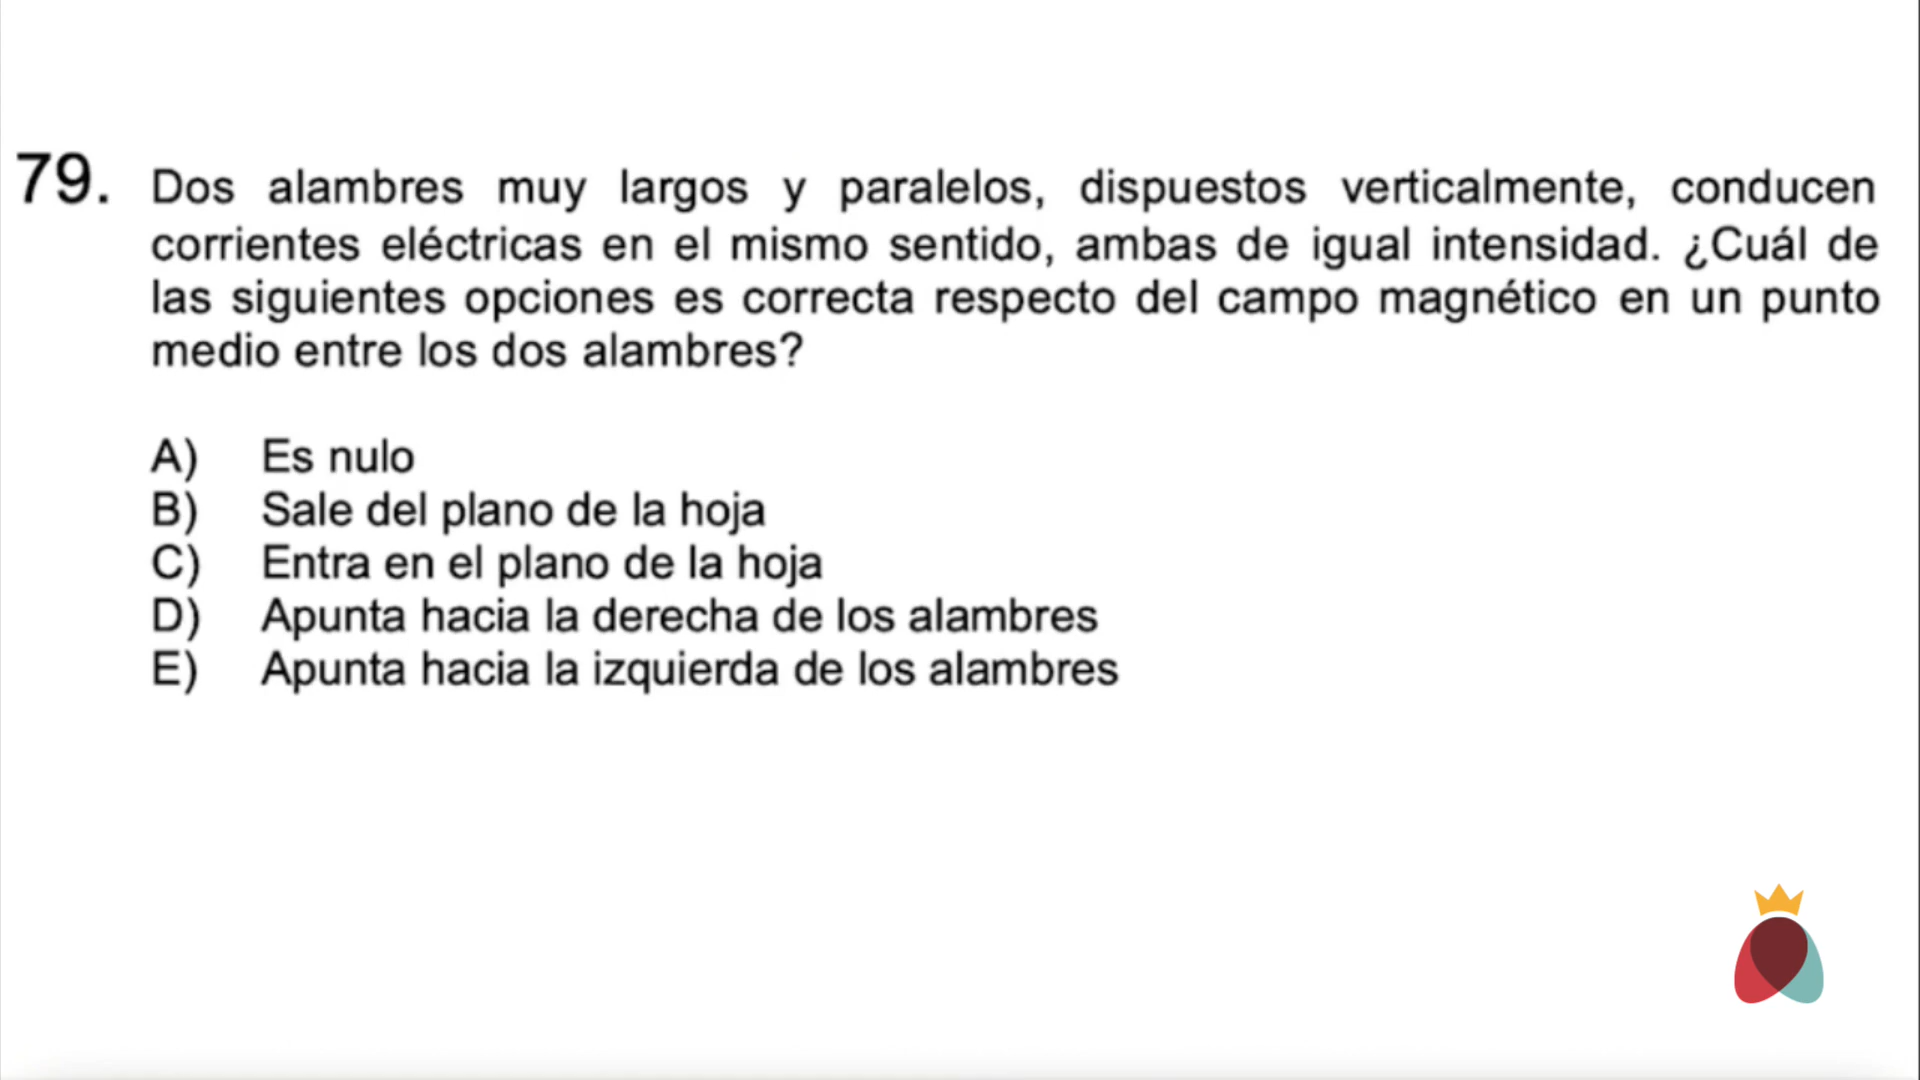 79. Dos alambres muy largos y paralelos, dispuestos verticalmente, conducen
corrientes eléctricas en el mismo sentido, ambas de igual intensidad. ¿Cuál de
las siguientes opciones es correcta respecto del campo magnético en un punto
medio entre los dos alambres?
A) Es nulo
B) Sale del plano de la hoja
C) Entra en el plano de la hoja
D) Apunta hacia la derecha de los alambres
E) Apunta hacia la izquierda de los alambres